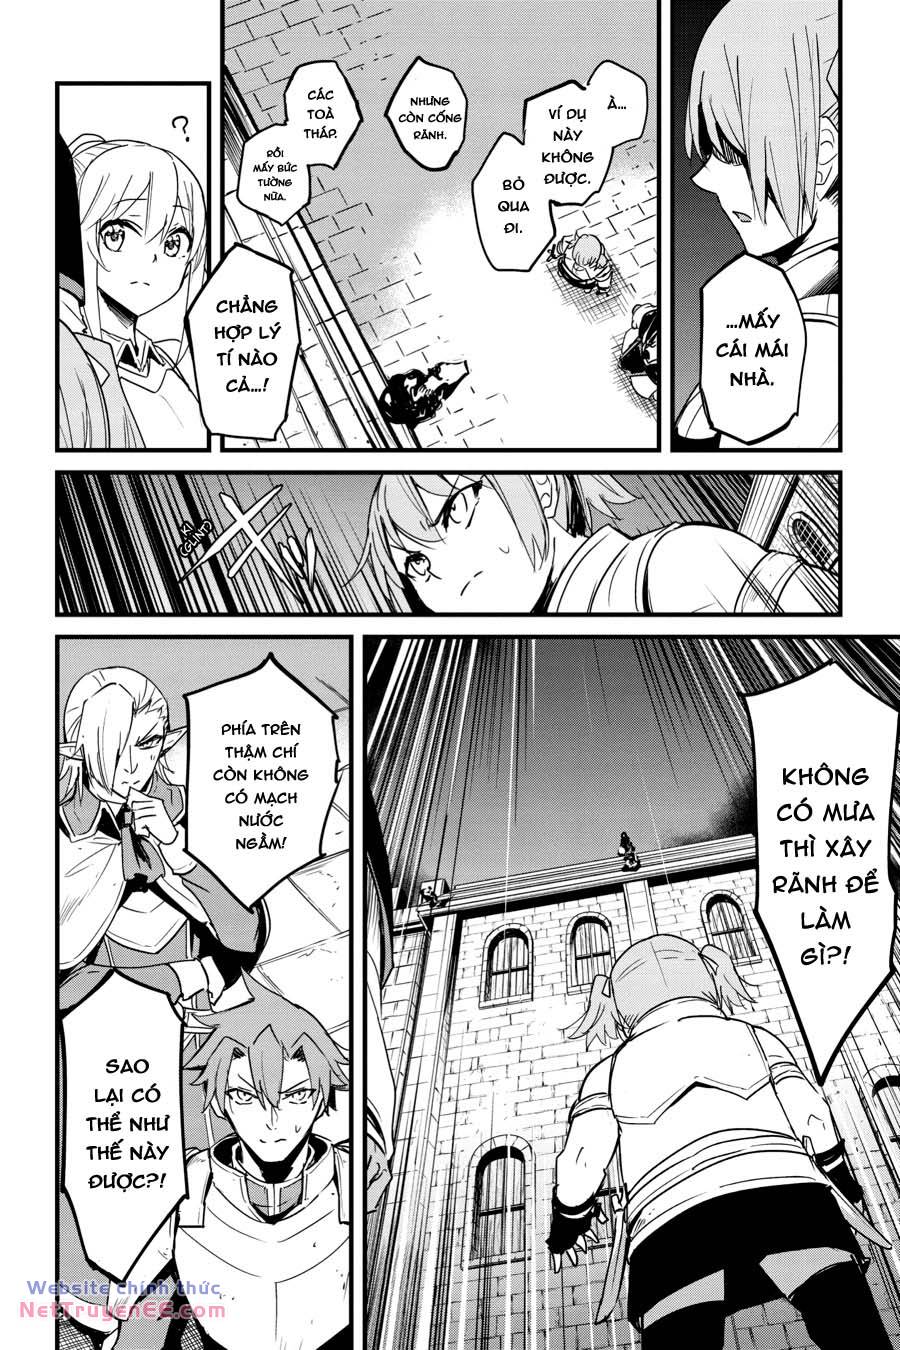 ...MẤY
CÁI MÁI
NHÀ.
À...
VÍ DỤ
NÀY
KHÔNG
ĐƯỢC.
BỎ
QUA
ĐI.
NHƯNG
CÒN CỐNG
RÃNH.
CÁC
TOÀ
THÁP.
RỒI
MẤY BỨC
TƯỜNG
NỮA.
CHẲNG
HỢP LÝ
TÍ NÀO
CẢ...!
?
KI
KHÔNG
CÓ MƯA
THÌ XÂY
RÃNH ĐỂ
LÀM
GÌ?!
PHÍA TRÊN
THẬM CHÍ
CÒN KHÔNG
CÓ MẠCH
NƯỚC
NGẦM!
SAO
LẠI CÓ
THỂ NHƯ
THẾ NÀY
ĐƯỢC?!
Website chính thức
NetTruyenEE.com